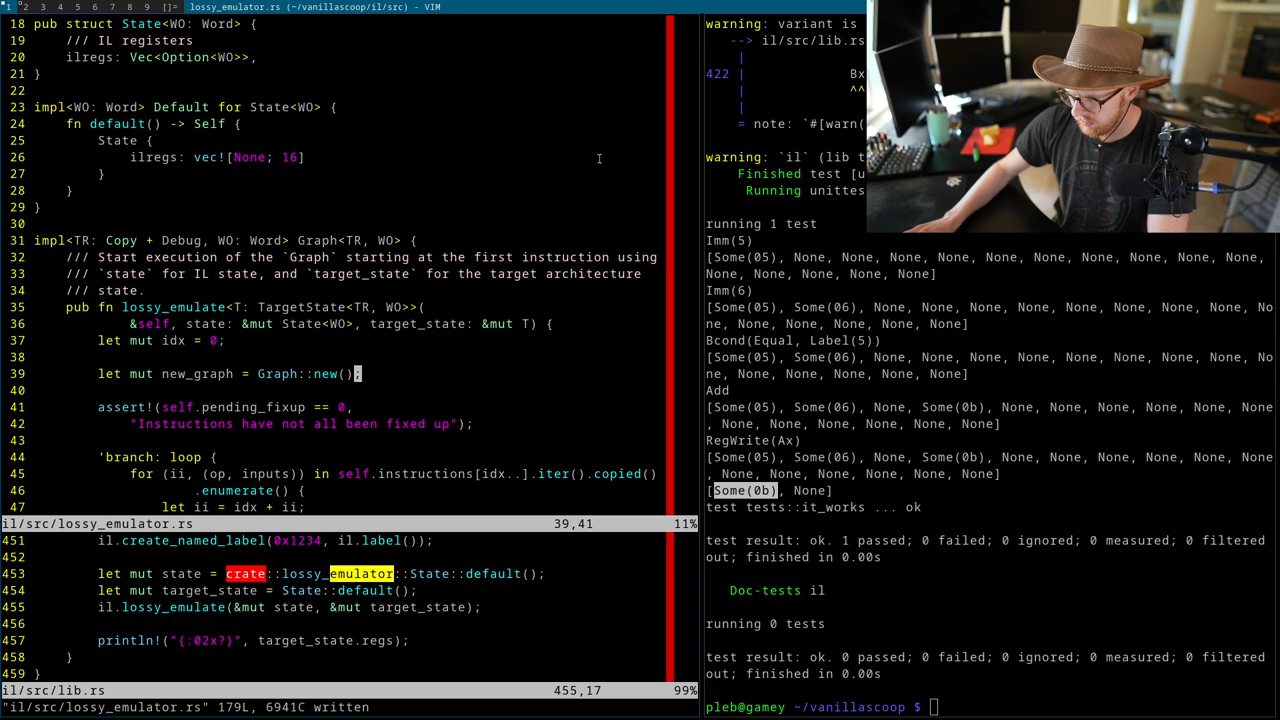 1 2 3 4 5 6 7 8 9 []= lossy_emulator.rs (~/vanillascoop/il/src) - VIM
18 pub struct State<WO: Word> {
19 /// IL registers
20 ilregs: Vec<Option<WO>>,
21 }
22
23 impl<WO: Word> Default for State<WO> {
24 fn default() -> Self {
25 State {
26 ilregs: vec![None; 16]
27 }
28 }
29 }
30
31 impl<TR: Copy + Debug, WO: Word> Graph<TR, WO> {
32 /// Start execution of the `Graph` starting at the first instruction using
33 /// `state` for IL state, and `target_state` for the target architecture
34 /// state.
35 pub fn lossy_emulate<T: TargetState<TR, WO>>(
36 &self, state: &mut State<WO>, target_state: &mut T) {
37 let mut idx = 0;
38
39 let mut new_graph = Graph::new();
40
41 assert!(self.pending_fixup == 0,
42 "Instructions have not all been fixed up");
43
44 'branch: loop {
45 for (ii, (op, inputs)) in self.instructions[idx..].iter().copied()
46 .enumerate() {
47 let ii = idx + ii;
il/src/lossy_emulator.rs 39,41 11%
451 il.create_named_label(0x1234, il.label());
452
453 let mut state = crate::lossy_emulator::State::default();
454 let mut target_state = State::default();
455 il.lossy_emulate(&mut state, &mut target_state);
456
457 println!("{:02x?}", target_state.regs);
458 }
459 }
il/src/lib.rs 455,17 99%
"il/src/lossy_emulator.rs" 179L, 6941C written
warning: variant is
--> il/src/lib.rs
|
422 | Bx
| ^^
|
= note: `#[warn(
warning: `il` (lib t
Finished test [u
Running unittes
running 1 test
Imm(5)
[Some(05), None, None, None, None, None, None, None, None, None, None,
None, None, None, None, None]
Imm(6)
[Some(05), Some(06), None, None, None, None, None, None, None, None, No
ne, None, None, None, None, None]
Bcond(Equal, Label(5))
[Some(05), Some(06), None, None, None, None, None, None, None, None, No
ne, None, None, None, None, None]
Add
[Some(05), Some(06), None, Some(0b), None, None, None, None, None, None
, None, None, None, None, None, None]
RegWrite(Ax)
[Some(05), Some(06), None, Some(0b), None, None, None, None, None, None
, None, None, None, None, None, None]
[Some(0b), None]
test tests::it_works ... ok
test result: ok. 1 passed; 0 failed; 0 ignored; 0 measured; 0 filtered
out; finished in 0.00s
Doc-tests il
running 0 tests
test result: ok. 0 passed; 0 failed; 0 ignored; 0 measured; 0 filtered
out; finished in 0.00s
pleb@gamey ~/vanillascoop $